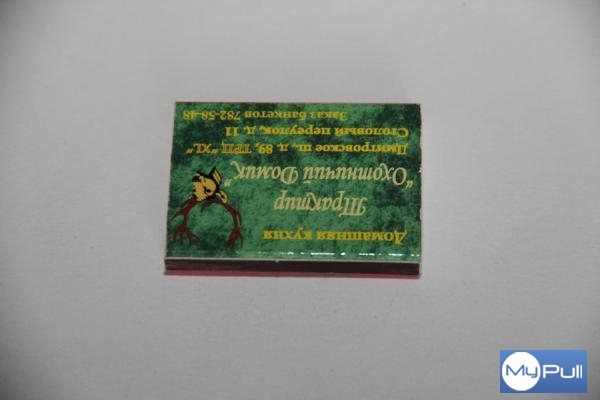 Домашняя кухня
Трактир
"Охотничий Домик"
Дмитровское ш., д. 89, ТРЦ "XL"
Столовый переулок, д. 11
Заказ банкетов 782-58-48
MyPull